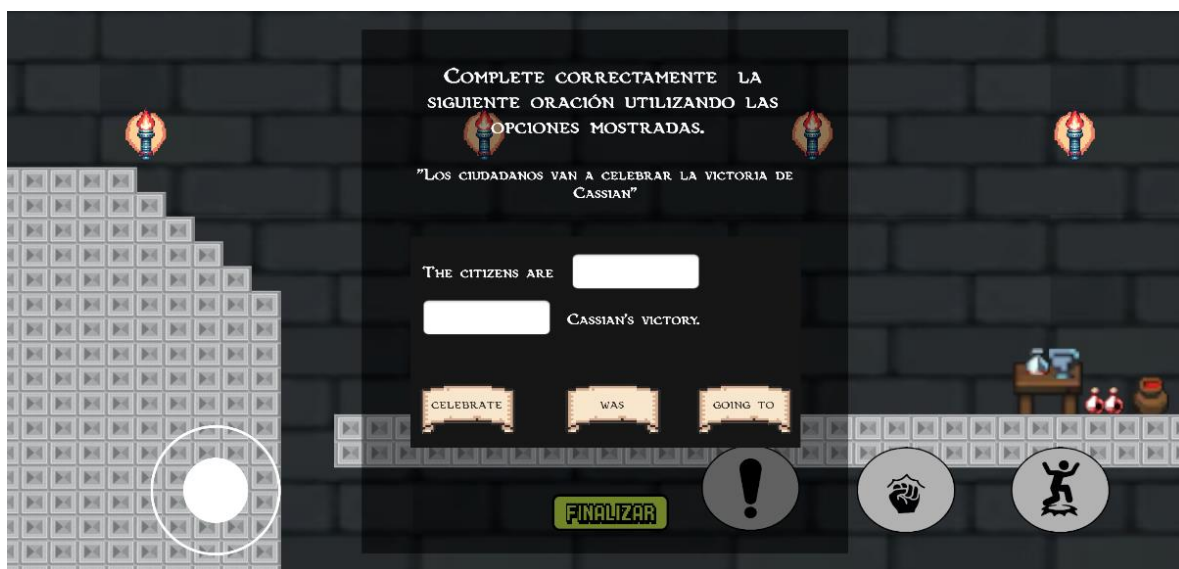 Complete correctamente la
siguiente oración utilizando las
opciones mostradas.
"Los ciudadanos van a celebrar la victoria de
Cassian"
The citizens are
Cassian's victory.
celebrate was going to
FINALIZAR